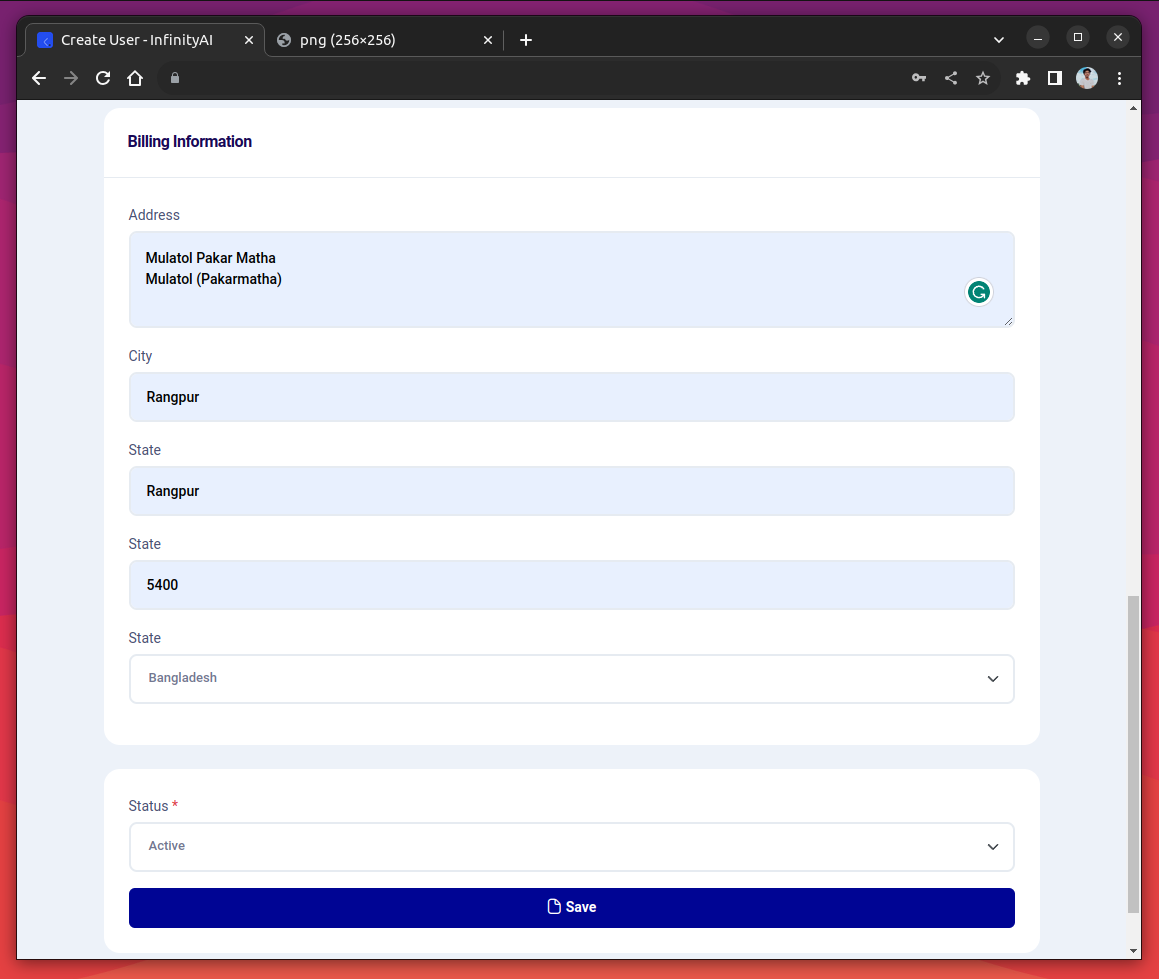 Create User - InfinityAI
png (256×256)
Billing Information
Address
Mulatol Pakar Matha
Mulatol (Pakarmatha)
City
Rangpur
State
Rangpur
State
5400
State
Bangladesh
Status *
Active
Save